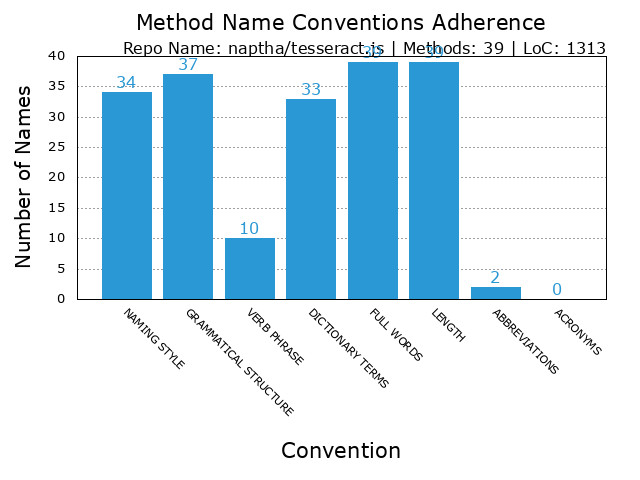 Method Name Conventions Adherence
Repo Name: naptha/tesseract.js | Methods: 39 | LoC: 1313
Number of Names
40
35
30
25
20
15
10
5
0
34
37
10
33
39
39
2
0
NAMING STYLE
GRAMMATICAL STRUCTURE
VERB PHRASE
DICTIONARY TERMS
FULL WORDS
LENGTH
ABBREVIATIONS
ACRONYMS
Convention